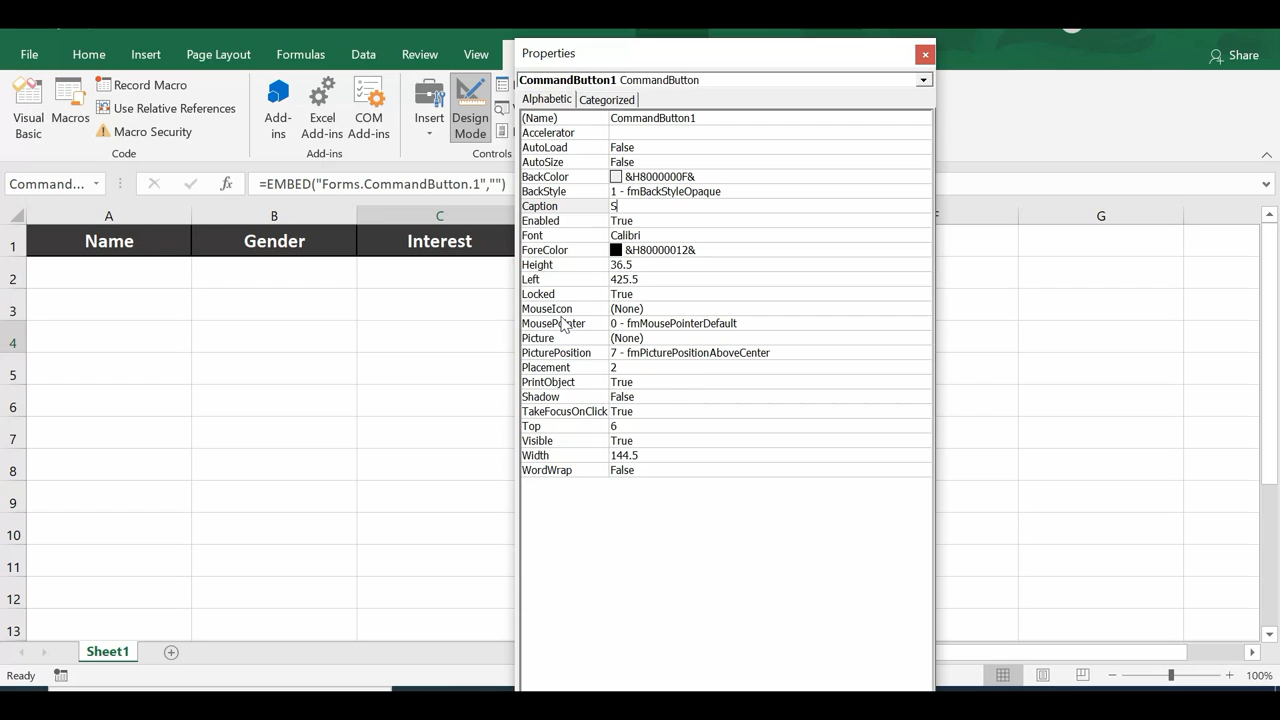 File Home Insert Page Layout Formulas Data Review View
Share
Visual Basic
Macros
Record Macro
Use Relative References
Macro Security
Code
Add-ins
Excel Add-ins
COM Add-ins
Add-ins
Insert
Design Mode
Controls
Command...
fx
=EMBED("Forms.CommandButton.1","")
A B C F G
1 Name Gender Interest
2
3
4
5
6
7
8
9
10
11
12
13
Sheet1
Ready
100%
Properties
CommandButton1 CommandButton
Alphabetic Categorized
(Name) CommandButton1
Accelerator
AutoLoad False
AutoSize False
BackColor &H8000000F&
BackStyle 1 - fmBackStyleOpaque
Caption S
Enabled True
Font Calibri
ForeColor &H80000012&
Height 36.5
Left 425.5
Locked True
MouseIcon (None)
MousePointer 0 - fmMousePointerDefault
Picture (None)
PicturePosition 7 - fmPicturePositionAboveCenter
Placement 2
PrintObject True
Shadow False
TakeFocusOnClick True
Top 6
Visible True
Width 144.5
WordWrap False